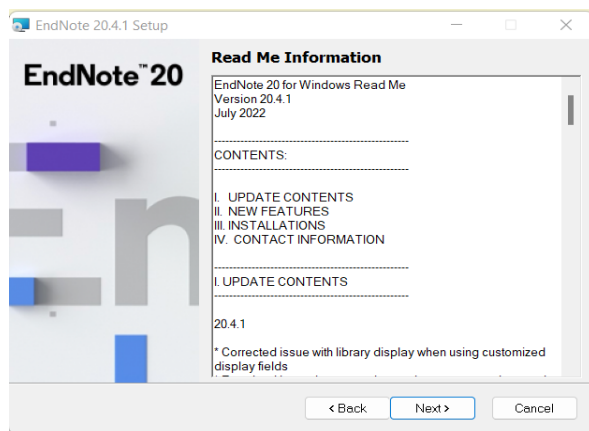 EndNote 20.4.1 Setup
EndNote™20
Read Me Information
EndNote 20 for Windows Read Me
Version 20.4.1
July 2022
------------------------------------------------------
CONTENTS:
------------------------------------------------------
I. UPDATE CONTENTS
II. NEW FEATURES
III. INSTALLATIONS
IV. CONTACT INFORMATION
------------------------------------------------------
I. UPDATE CONTENTS
------------------------------------------------------
20.4.1
* Corrected issue with library display when using customized
display fields
< Back
Next >
Cancel